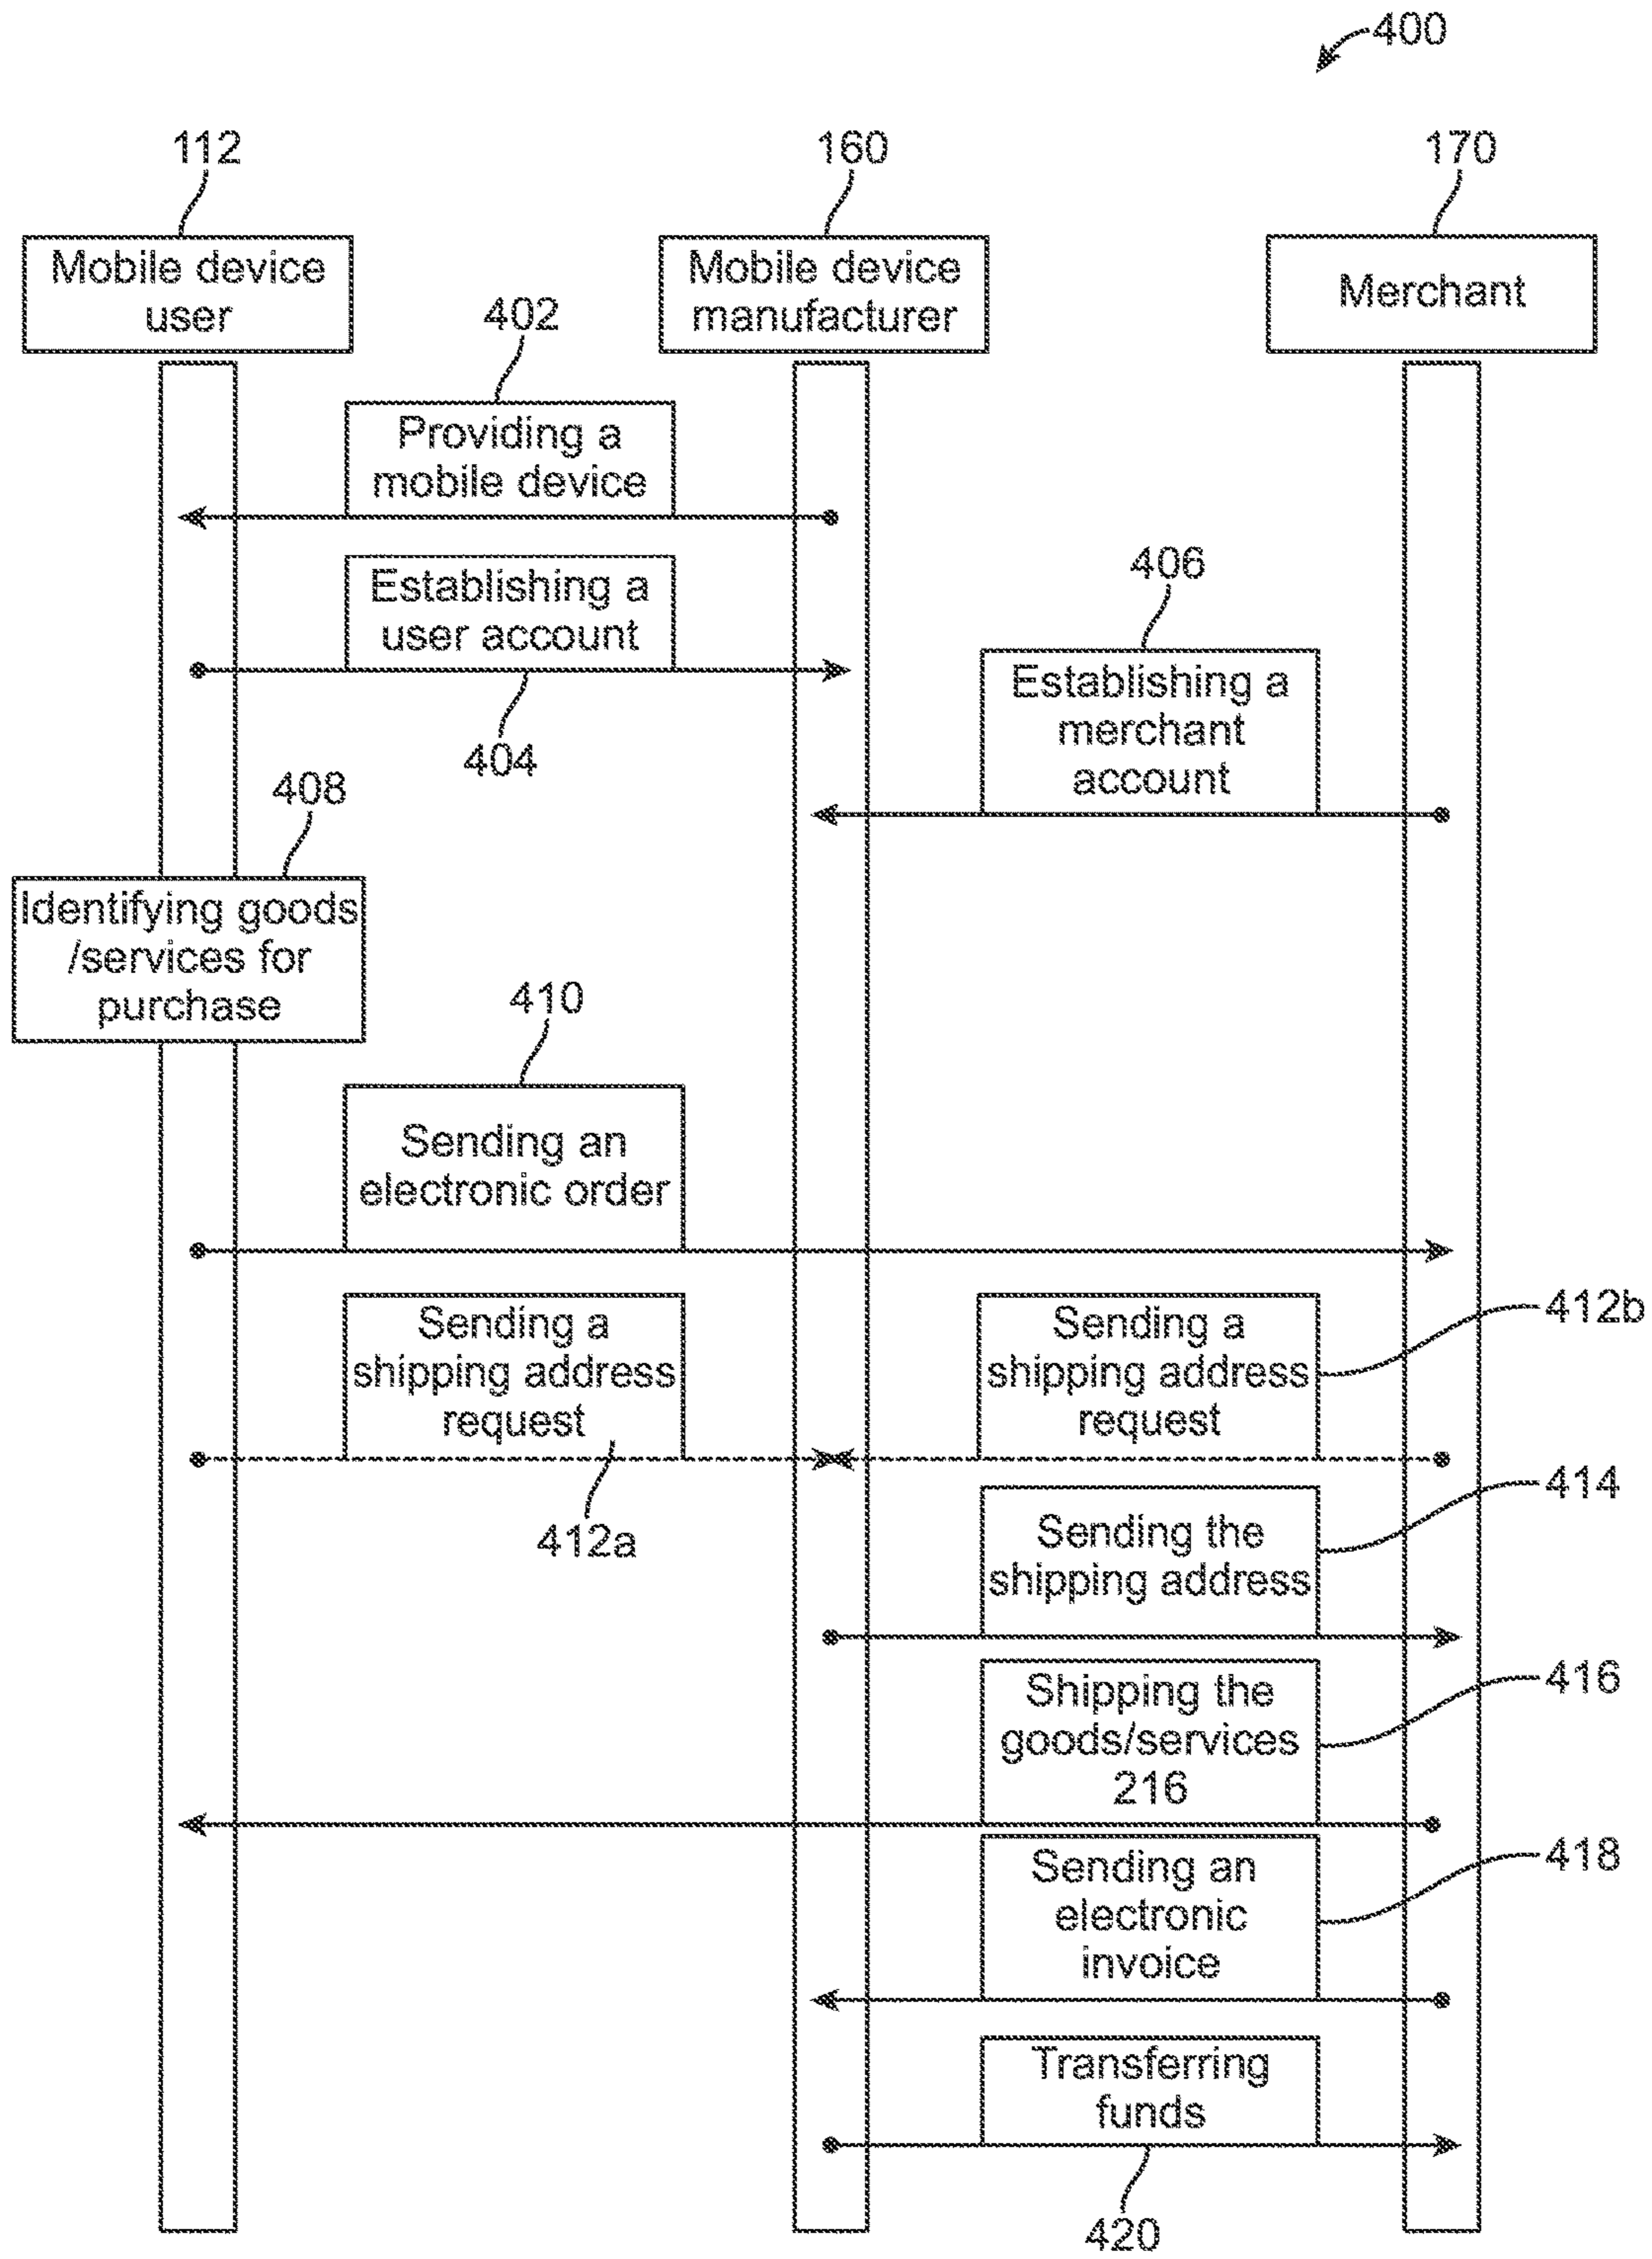 400
112
160
170
Mobile device
user
Mobile device
manufacturer
Merchant
402
Providing a
mobile device
Establishing a
user account
404
406
Establishing a
merchant
account
408
Identifying goods
/services for
purchase
410
Sending an
electronic order
Sending a
shipping address
request
412a
Sending a
shipping address
request
412b
Sending the
shipping address
414
Shipping the
goods/services
216
416
Sending an
electronic
invoice
418
Transferring
funds
420